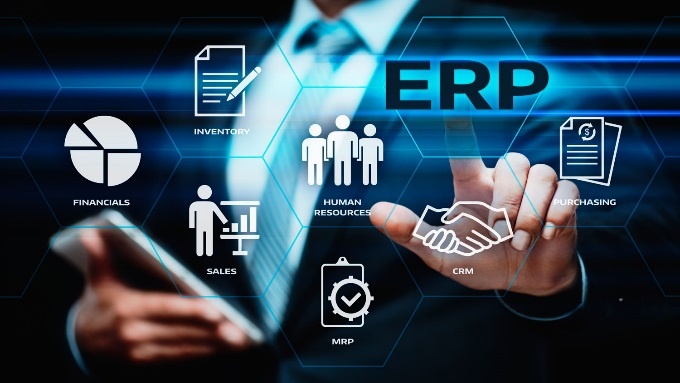 ERP
INVENTORY
FINANCIALS
HUMAN
RESOURCES
PURCHASING
SALES
CRM
MRP